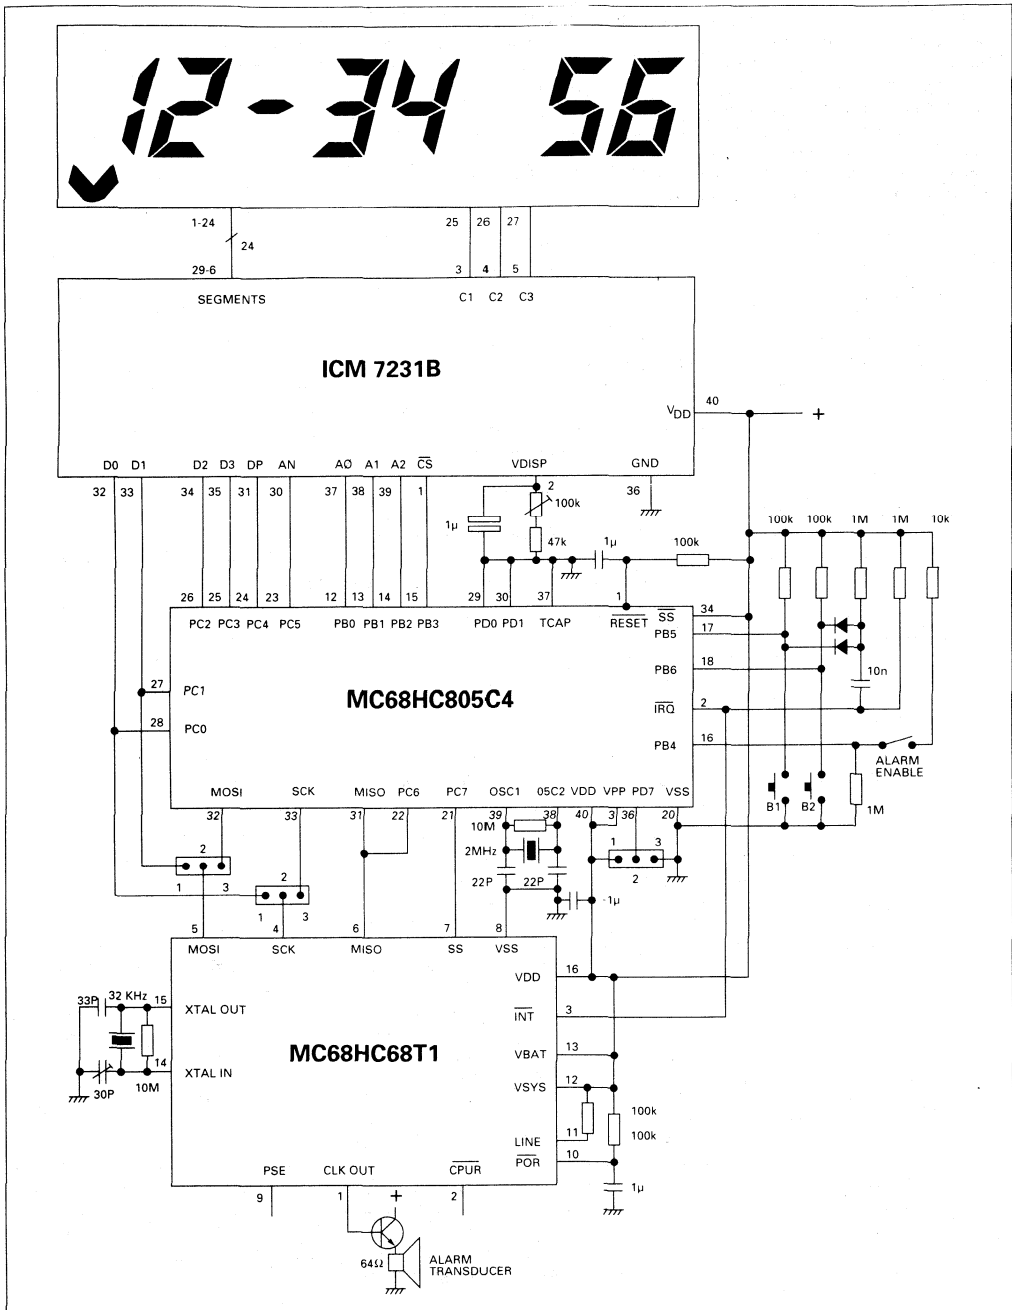 12-34 56
1-24
24
25 26 27
29-6
3 4 5
SEGMENTS
C1 C2 C3
ICM 7231B
VDD
40
+
D0 D1 D2 D3 DP AN AØ A1 A2 CS VDISP GND
32 33 34 35 31 30 37 38 39 1 2 36
100k
1µ
47k
1µ
100k
100k 100k 1M 1M 10k
26 25 24 23 12 13 14 15 29 30 37 1
PC2 PC3 PC4 PC5 PB0 PB1 PB2 PB3 PD0 PD1 TCAP RESET
SS 34
PB5 17
PB6 18
10n
27 PC1
MC68HC805C4
IRQ 2
28 PC0
PB4 16
ALARM
ENABLE
MOSI SCK MISO PC6 PC7 OSC1 05C2 VDD VPP PD7 VSS
32 33 31 22 21 39 38 40 3 36 20
B1 B2
1M
10M
2MHz
22P 22P
1 2 3
1 2 3
1 2 3
1µ
5 4 6 7 8
MOSI SCK MISO SS VSS
VDD 16
33P 32 KHz 15
XTAL OUT
INT 3
MC68HC68T1
VBAT 13
14
XTAL IN
30P 10M
VSYS 12
100k
100k
LINE 11
POR 10
PSE CLK OUT CPUR
9 1 + 2
1µ
64Ω
ALARM
TRANSDUCER